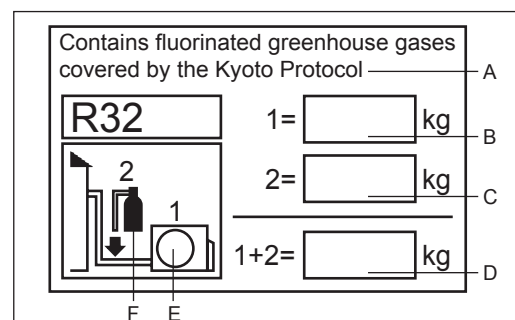 Contains fluorinated greenhouse gases
covered by the Kyoto Protocol
A
R32
1= kg
B
2
1
2= kg
C
1+2= kg
D
F E